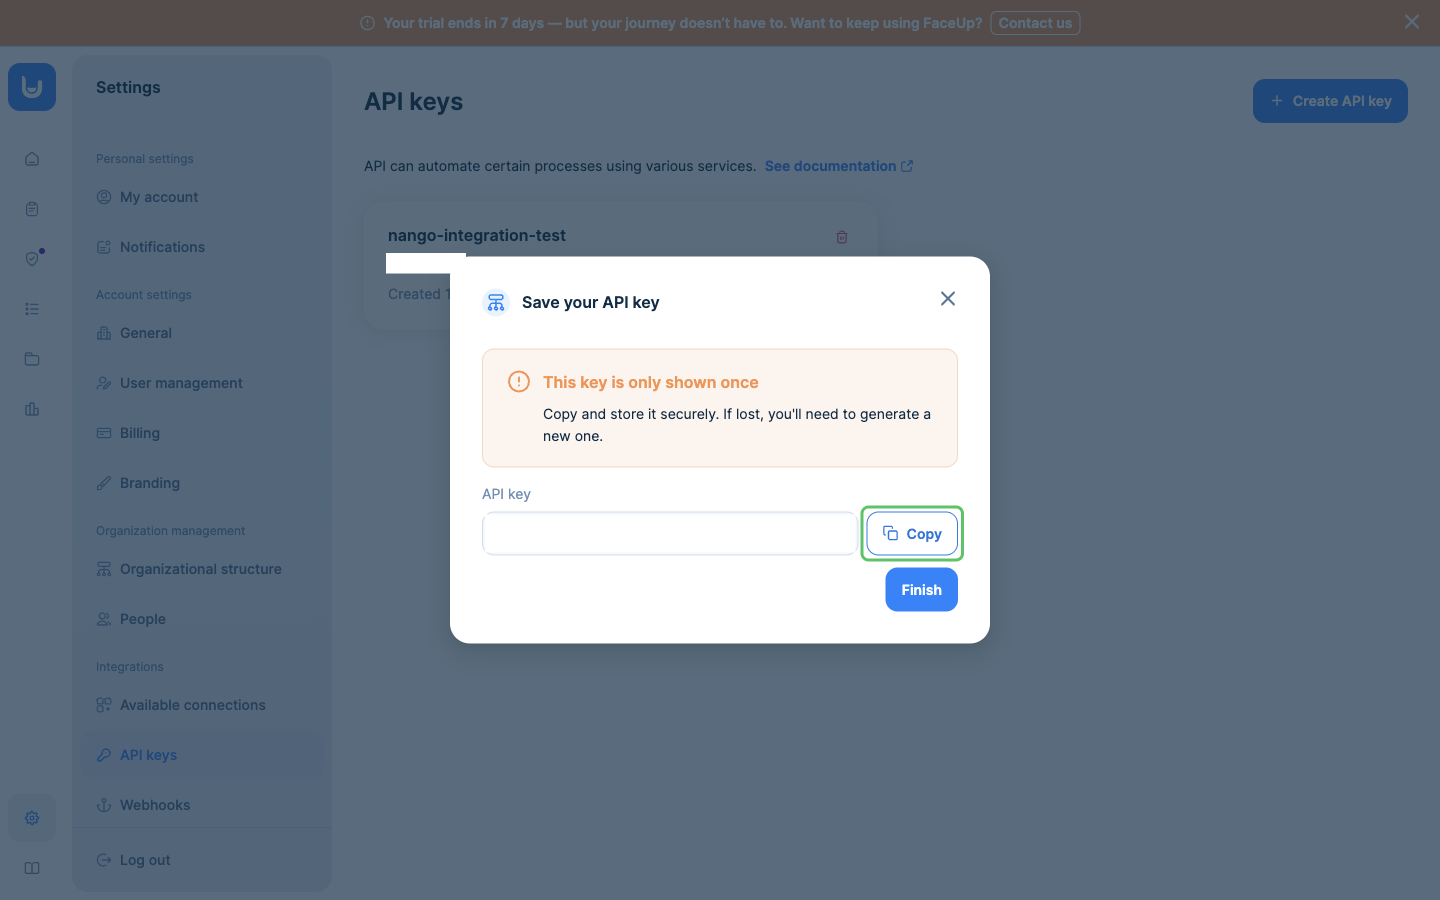 Your trial ends in 7 days — but your journey doesn't have to. Want to keep using FaceUp? Contact us
Settings
Personal settings
My account
Notifications
Account settings
General
User management
Billing
Branding
Organization management
Organizational structure
People
Integrations
Available connections
API keys
Webhooks
Log out
API keys
Create API key
API can automate certain processes using various services. See documentation
nango-integration-test
Created
Save your API key
This key is only shown once
Copy and store it securely. If lost, you'll need to generate a
new one.
API key
Copy
Finish